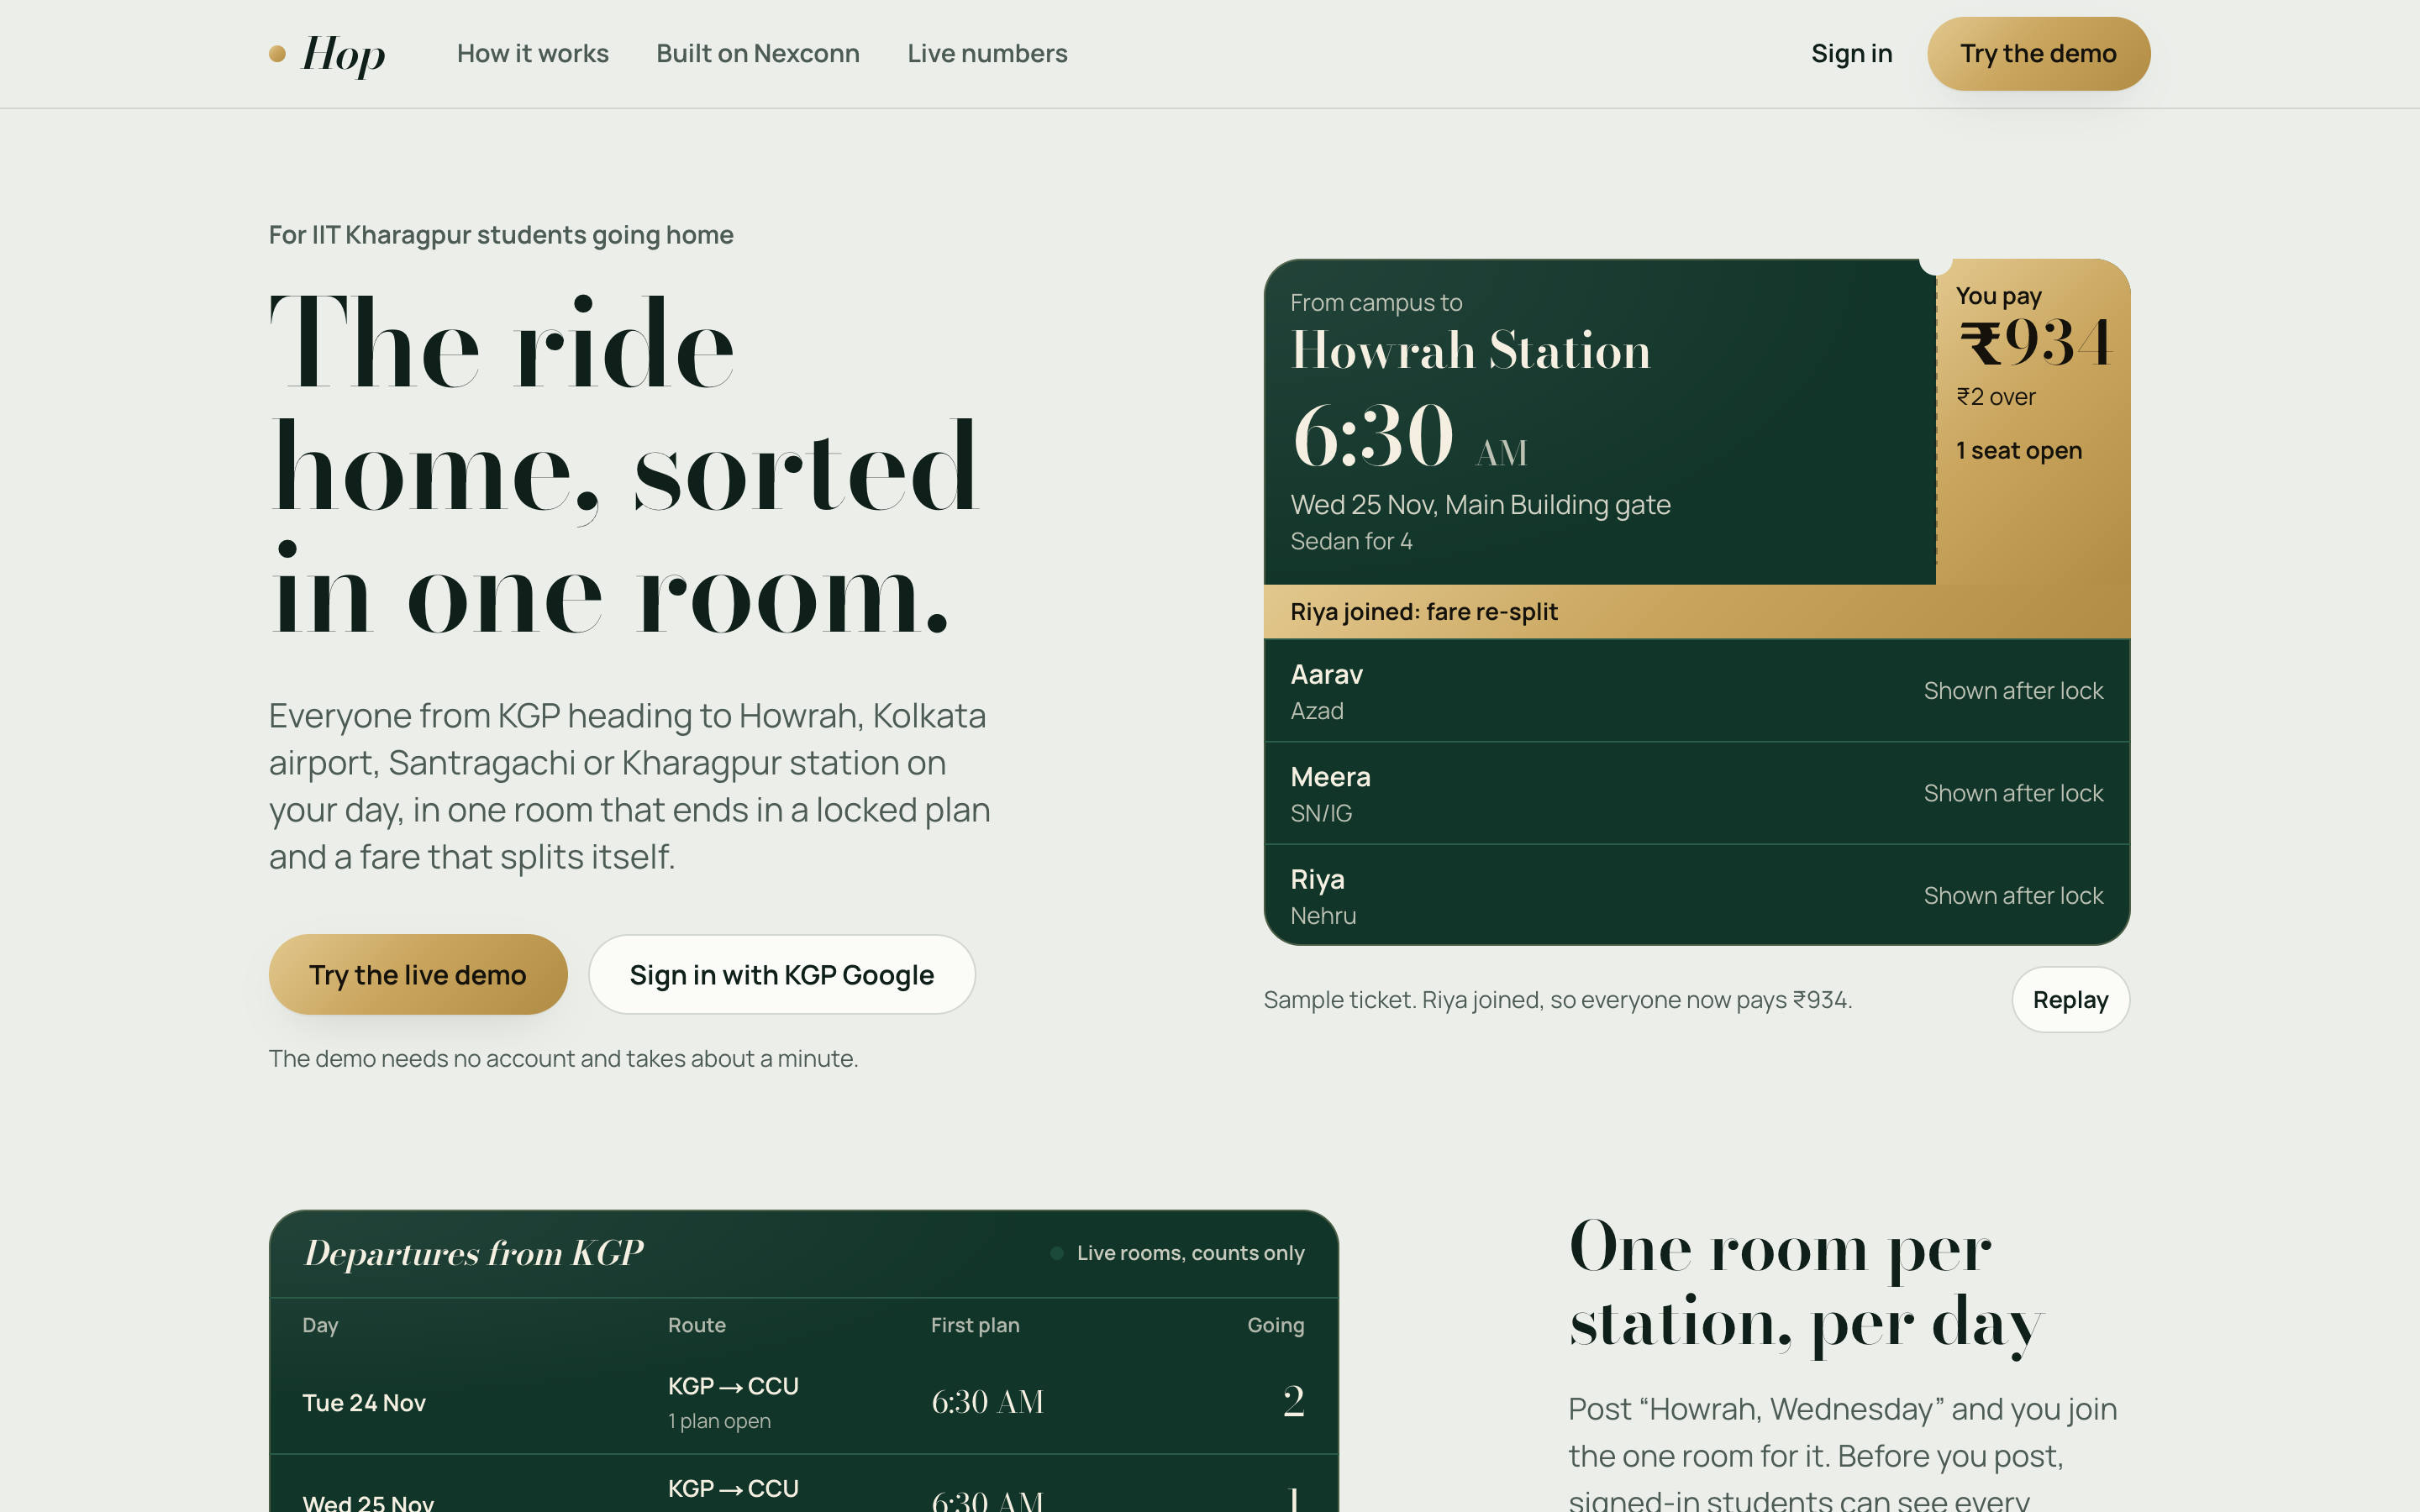 Hop
How it works
Built on Nexconn
Live numbers
Sign in
Try the demo
For IIT Kharagpur students going home
The ride
home, sorted
in one room.
Everyone from KGP heading to Howrah, Kolkata
airport, Santragachi or Kharagpur station on
your day, in one room that ends in a locked plan
and a fare that splits itself.
Try the live demo
Sign in with KGP Google
The demo needs no account and takes about a minute.
From campus to
Howrah Station
6:30 AM
Wed 25 Nov, Main Building gate
Sedan for 4
You pay
₹934
₹2 over
1 seat open
Riya joined: fare re-split
Aarav
Azad
Shown after lock
Meera
SN/IG
Shown after lock
Riya
Nehru
Shown after lock
Sample ticket. Riya joined, so everyone now pays ₹934.
Replay
Departures from KGP
Live rooms, counts only
Day Route First plan Going
Tue 24 Nov
KGP → CCU
1 plan open
6:30 AM
2
Wed 25 Nov
KGP → CCU
6:30 AM
1
One room per
station, per day
Post “Howrah, Wednesday” and you join
the one room for it. Before you post,
signed-in students can see every